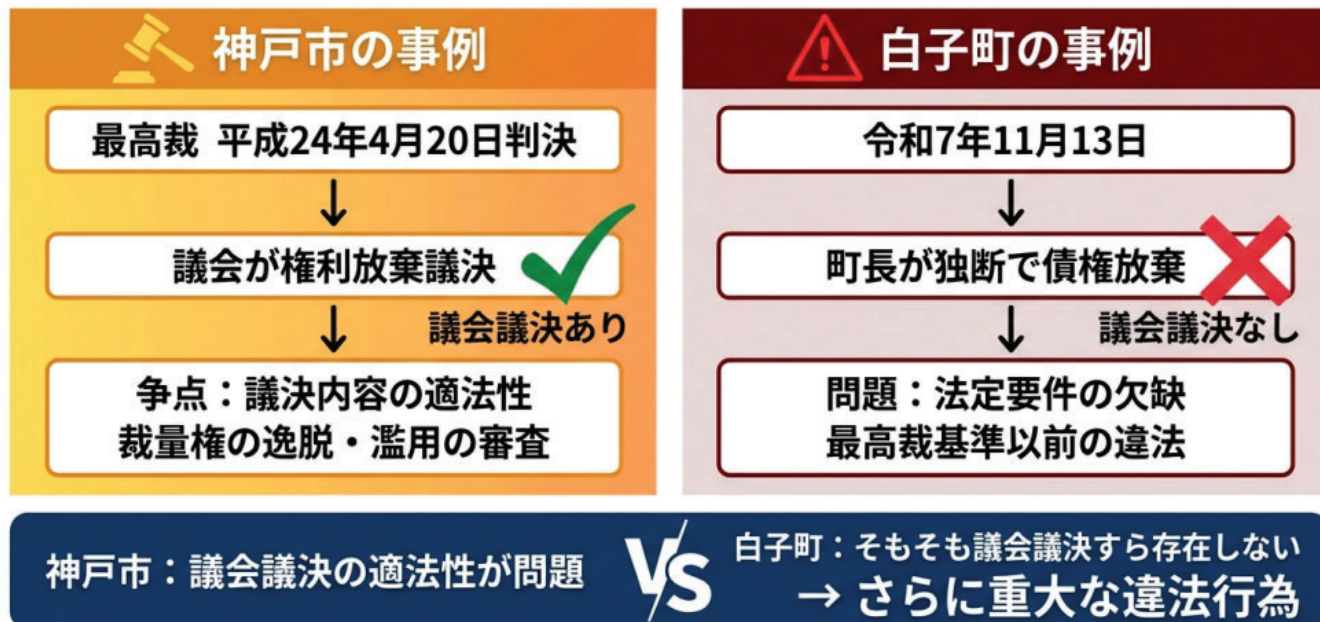 神戸市の事例
最高裁 平成24年4月20日判決
↓
議会が権利放棄議決
議会議決あり
↓
争点：議決内容の適法性
裁量権の逸脱・濫用の審査
白子町の事例
令和7年11月13日
↓
町長が独断で債権放棄
議会議決なし
↓
問題：法定要件の欠缺
最高裁基準以前の違法
神戸市：議会議決の適法性が問題
VS
白子町：そもそも議会議決すら存在しない
→ さらに重大な違法行為